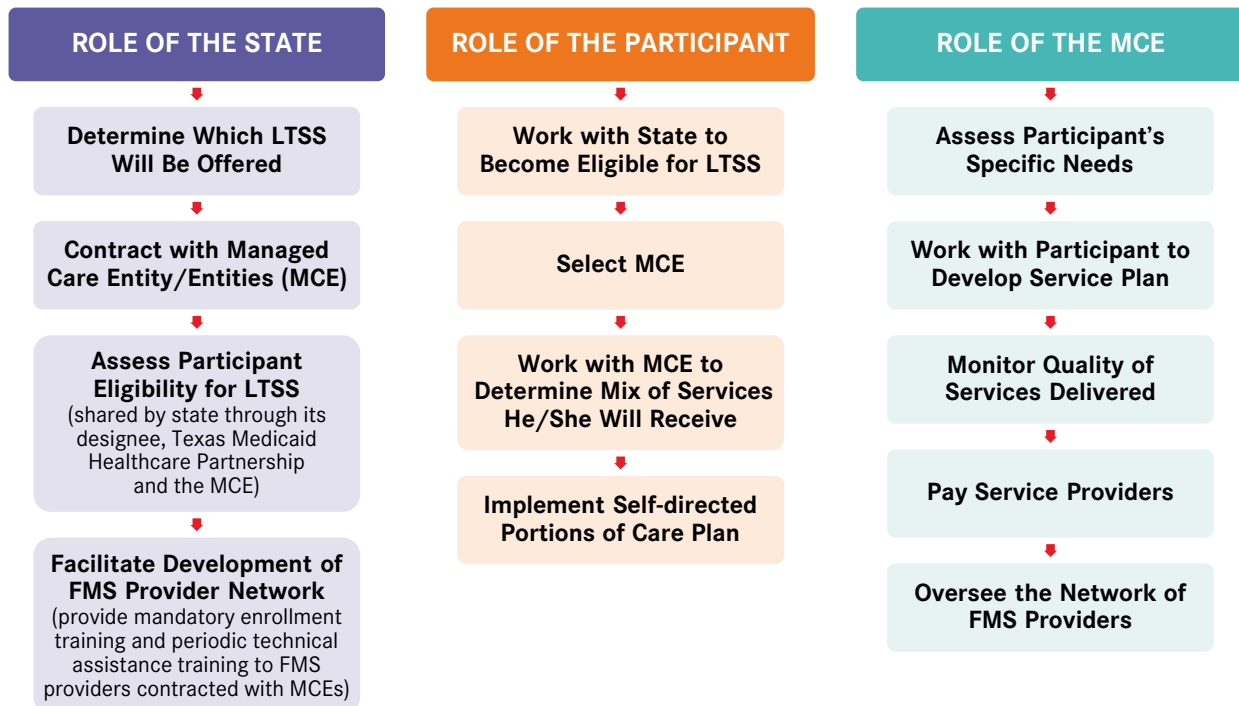 ROLE OF THE STATE
Determine Which LTSS
Will Be Offered
Contract with Managed
Care Entity/Entities (MCE)
Assess Participant
Eligibility for LTSS
(shared by state through its
designee, Texas Medicaid
Healthcare Partnership
and the MCE)
Facilitate Development of
FMS Provider Network
(provide mandatory enrollment
training and periodic technical
assistance training to FMS
providers contracted with MCEs)
ROLE OF THE PARTICIPANT
Work with State to
Become Eligible for LTSS
Select MCE
Work with MCE to
Determine Mix of Services
He/She Will Receive
Implement Self-directed
Portions of Care Plan
ROLE OF THE MCE
Assess Participant's
Specific Needs
Work with Participant to
Develop Service Plan
Monitor Quality of
Services Delivered
Pay Service Providers
Oversee the Network of
FMS Providers